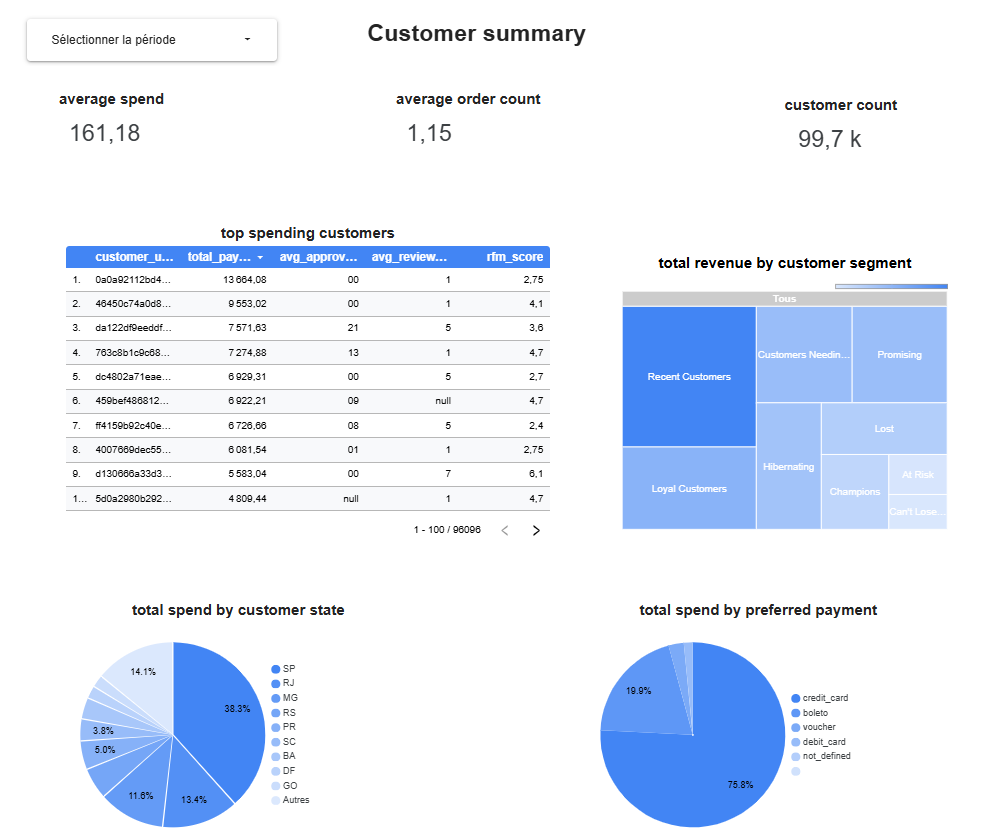 Sélectionner la période
Customer summary
average spend
161,18
average order count
1,15
customer count
99,7 k
top spending customers
customer_u... total_pay... avg_approv... avg_review... rfm_score
1. 0a0a92112bd4... 13 664,08 00 1 2,75
2. 46450c74a0d8... 9 553,02 00 1 4,1
3. da122df9eeddf... 7 571,63 21 5 3,6
4. 763c8b1c9c68... 7 274,88 13 1 4,7
5. dc4802a71eae... 6 929,31 00 5 2,7
6. 459bef486812... 6 922,21 09 null 4,7
7. ff4159b92c40e... 6 726,66 08 5 2,4
8. 4007669dec55... 6 081,54 01 1 2,75
9. d130666a33d3... 5 583,04 00 7 6,1
1... 5d0a2980b292... 4 809,44 null 1 4,7
1 - 100 / 96096
total revenue by customer segment
Tous
Recent Customers
Customers Needin...
Promising
Loyal Customers
Hibernating
Lost
Champions
At Risk
Can't Lose...
total spend by customer state
38.3%
13.4%
11.6%
5.0%
3.8%
14.1%
SP
RJ
MG
RS
PR
SC
BA
DF
GO
Autres
total spend by preferred payment
19.9%
75.8%
credit_card
boleto
voucher
debit_card
not_defined